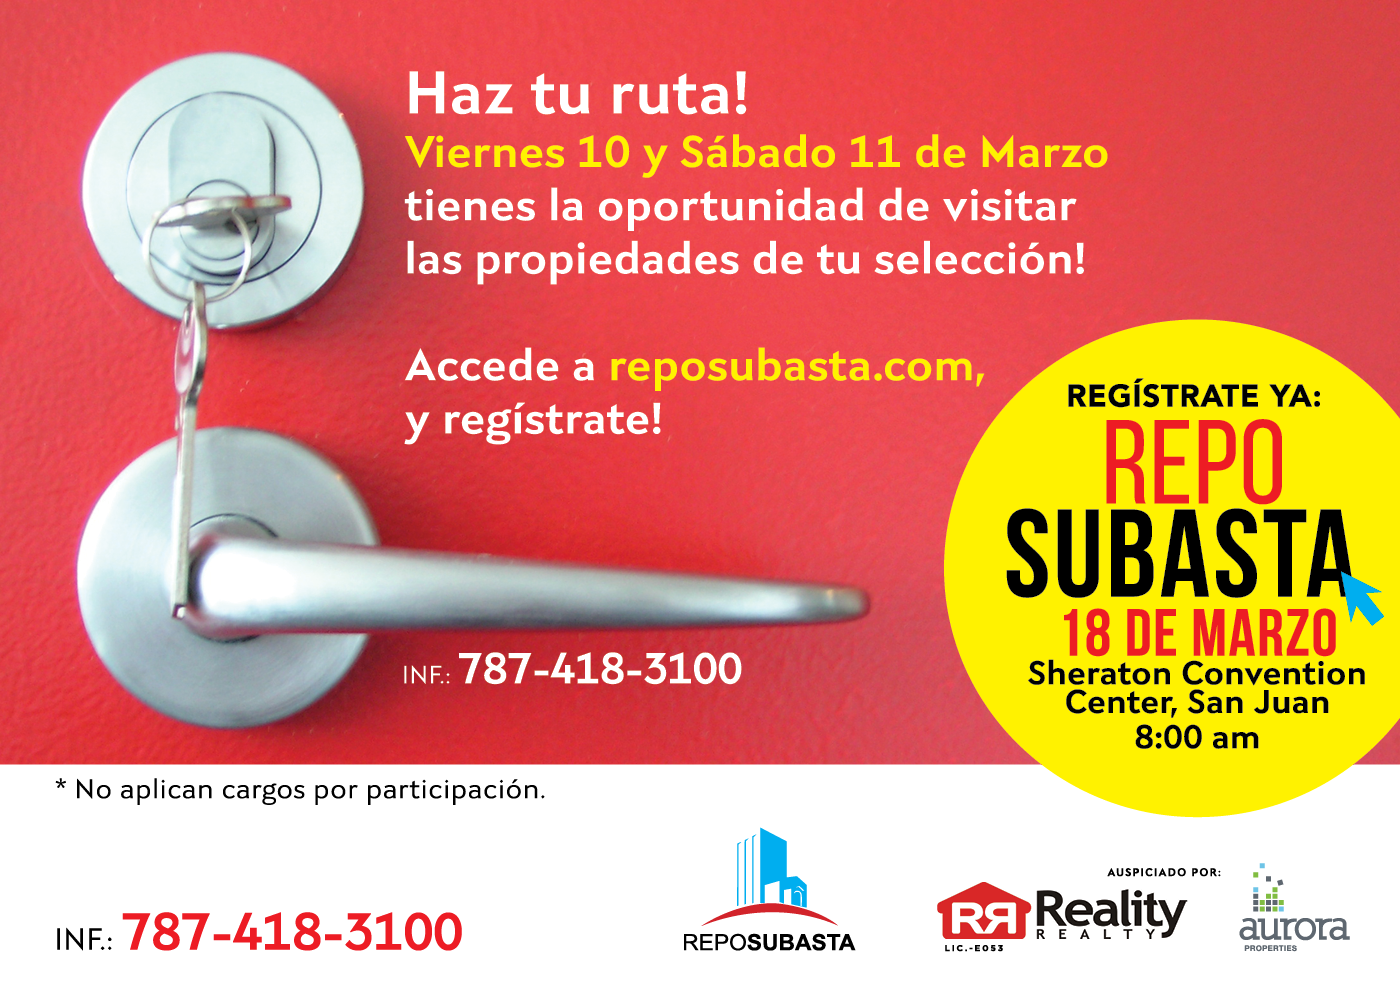 Haz tu ruta!
Viernes 10 y Sábado 11 de Marzo
tienes la oportunidad de visitar
las propiedades de tu selección!
Accede a reposubasta.com,
y regístrate!
INF.: 787-418-3100
REGÍSTRATE YA:
REPO
SUBASTA
18 DE MARZO
Sheraton Convention
Center, San Juan
8:00 am
* No aplican cargos por participación.
INF.: 787-418-3100
REPOSUBASTA
AUSPICIADO POR:
RR Reality
REALTY
LIC.-E053
aurora
PROPERTIES